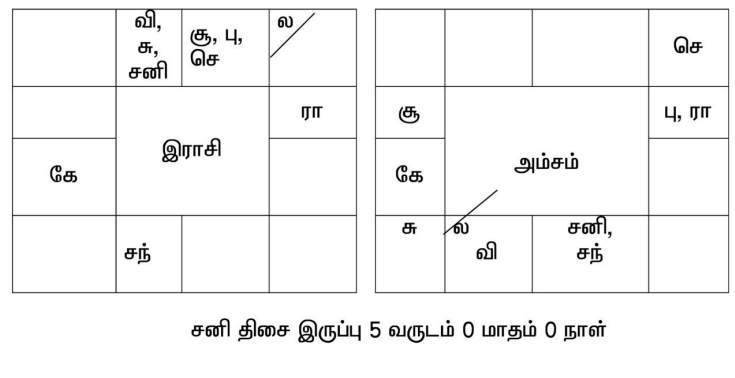 வி,
சு,
சனி
சூ, பு,
செ
ல
ரா
இராசி
கே
சந்
செ
சூ
பு, ரா
அம்சம்
கே
சு
ல
வி
சனி,
சந்
சனி திசை இருப்பு 5 வருடம் 0 மாதம் 0 நாள்